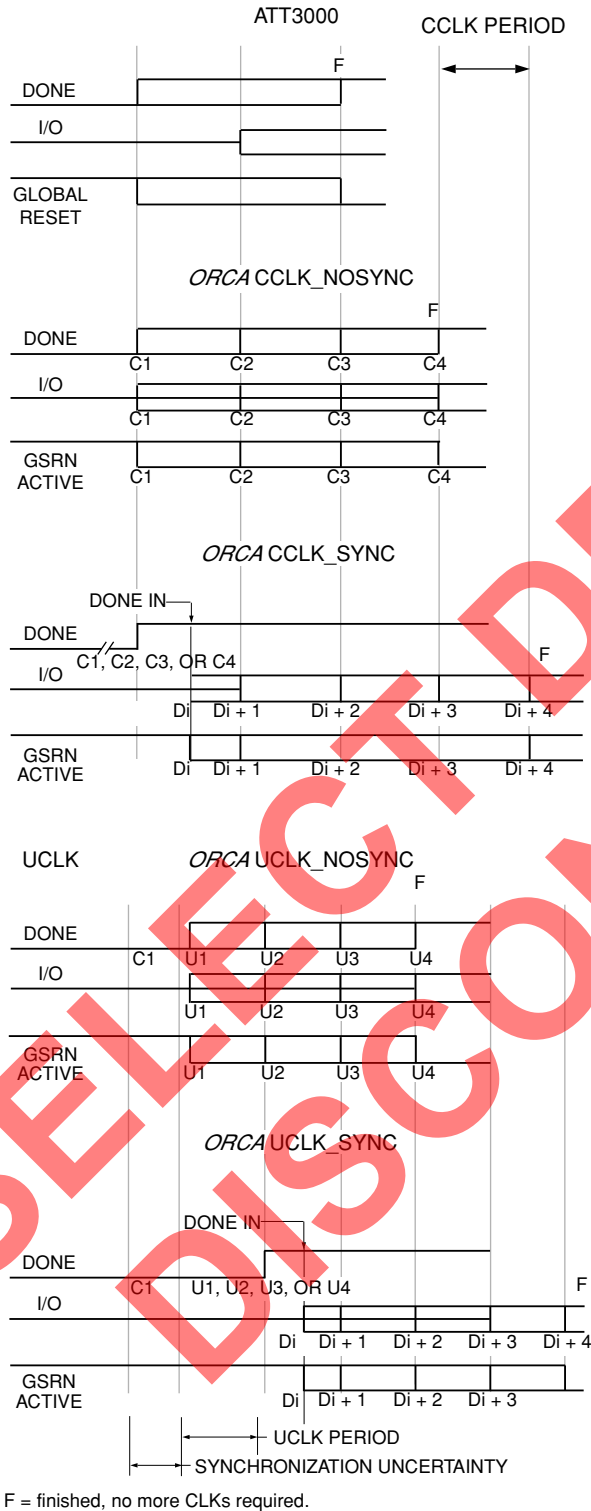 ATT3000
CCLK PERIOD
F
DONE
I/O
GLOBAL
RESET
ORCA CCLK_NOSYNC
F
DONE
C1 C2 C3 C4
I/O
C1 C2 C3 C4
GSRN
ACTIVE
C1 C2 C3 C4
ORCA CCLK_SYNC
DONE IN
DONE
C1, C2, C3, OR C4
F
I/O
Di Di + 1 Di + 2 Di + 3 Di + 4
GSRN
ACTIVE
Di Di + 1 Di + 2 Di + 3 Di + 4
UCLK
ORCA UCLK_NOSYNC
F
DONE
C1 U1 U2 U3 U4
I/O
U1 U2 U3 U4
GSRN
ACTIVE
U1 U2 U3 U4
ORCA UCLK_SYNC
DONE IN
DONE
C1 U1, U2, U3, OR U4
F
I/O
Di Di + 1 Di + 2 Di + 3 Di + 4
GSRN
ACTIVE
Di Di + 1 Di + 2 Di + 3
UCLK PERIOD
SYNCHRONIZATION UNCERTAINTY
F = finished, no more CLKs required.
SELECT D
DISCON